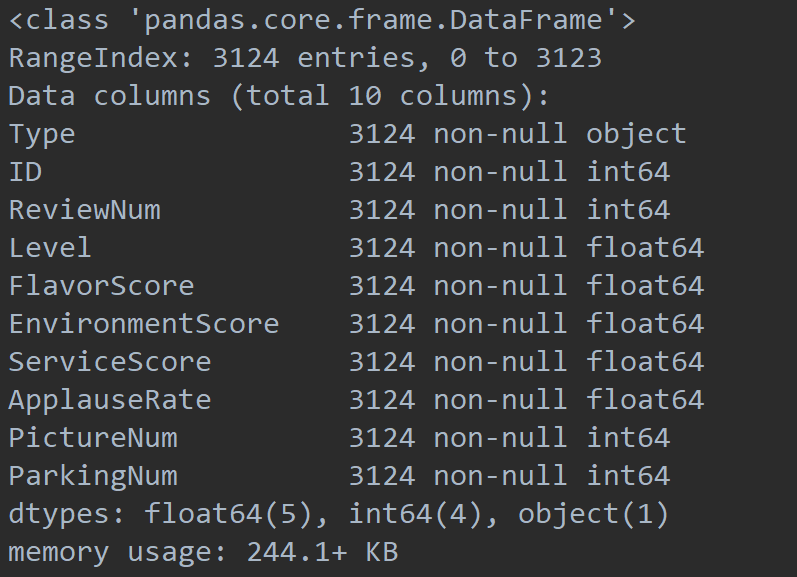 <class 'pandas.core.frame.DataFrame'>
RangeIndex: 3124 entries, 0 to 3123
Data columns (total 10 columns):
Type                3124 non-null object
ID                  3124 non-null int64
ReviewNum           3124 non-null int64
Level               3124 non-null float64
FlavorScore         3124 non-null float64
EnvironmentScore    3124 non-null float64
ServiceScore        3124 non-null float64
ApplauseRate        3124 non-null float64
PictureNum          3124 non-null int64
ParkingNum          3124 non-null int64
dtypes: float64(5), int64(4), object(1)
memory usage: 244.1+ KB